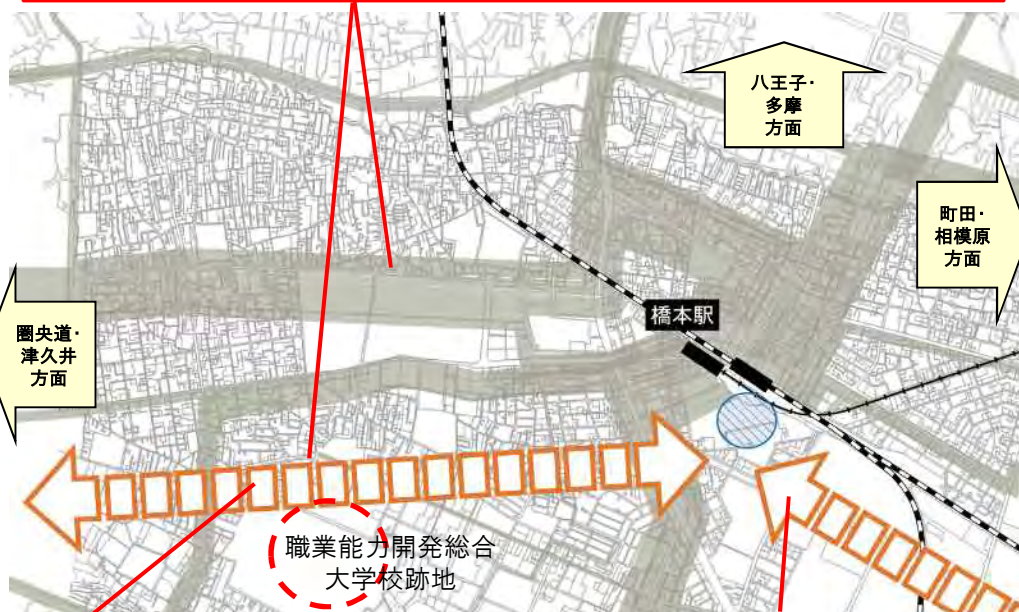 八王子・
多摩
方面
町田・
相模原
方面
橋本駅
圏央道・
津久井
方面
職業能力開発総合
大学校跡地